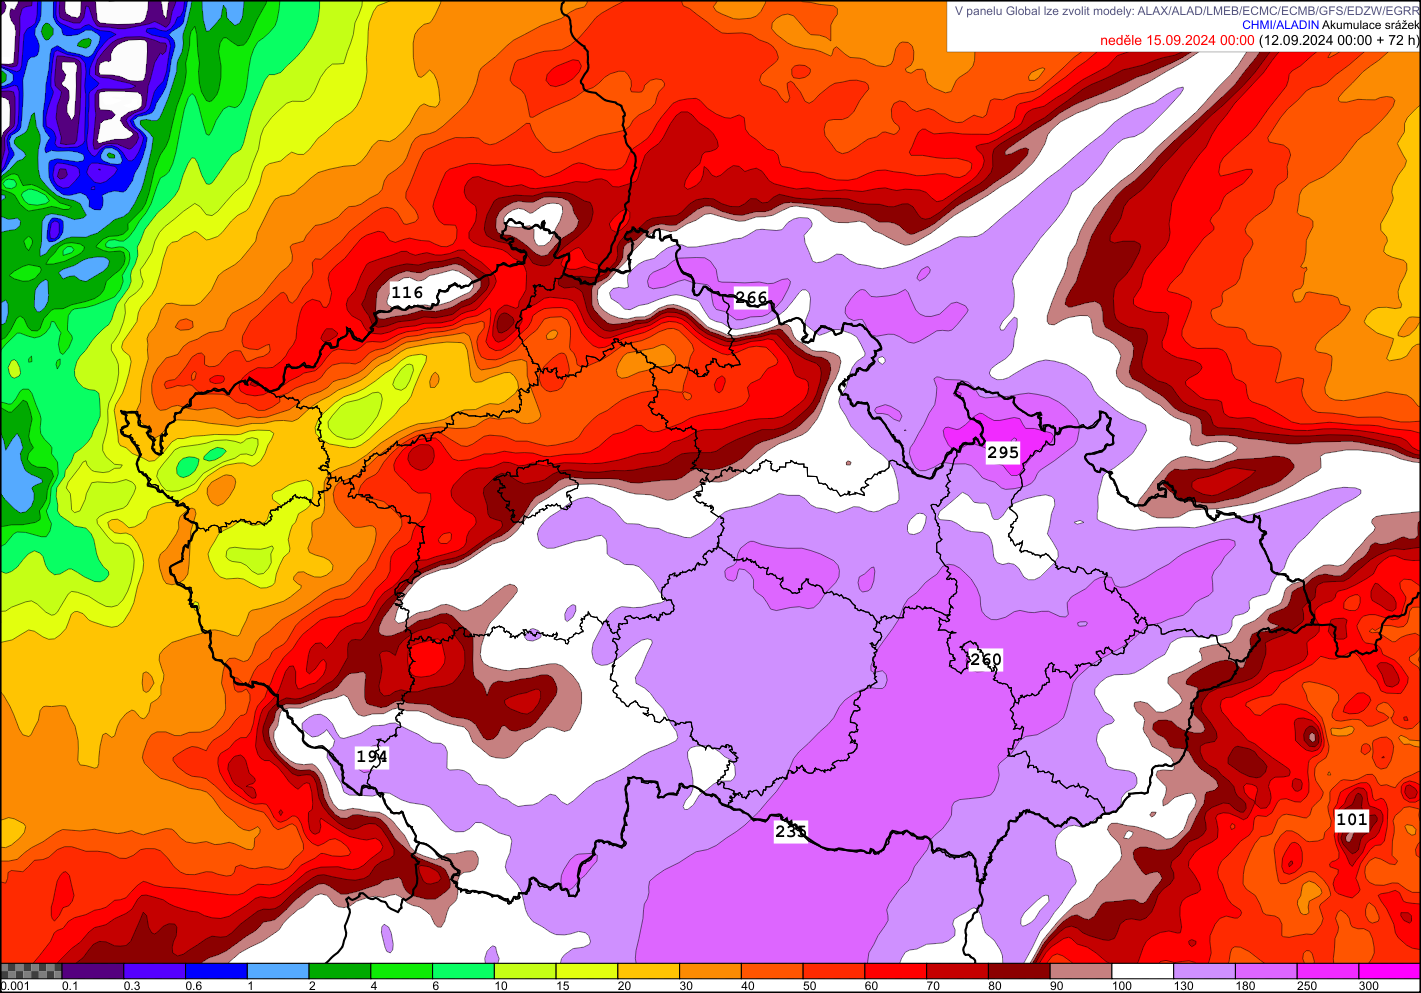 V panelu Global lze zvolit modely: ALAX/ALAD/LMEB/ECMC/ECMB/GFS/EDZW/EGRR
CHMI/ALADIN Akumulace srážek
neděle 15.09.2024 00:00 (12.09.2024 00:00 + 72 h)
116
266
295
260
194
235
101
0.001 0.1 0.3 0.6 1 2 4 6 10 15 20 30 40 50 60 70 80 90 100 130 180 250 300